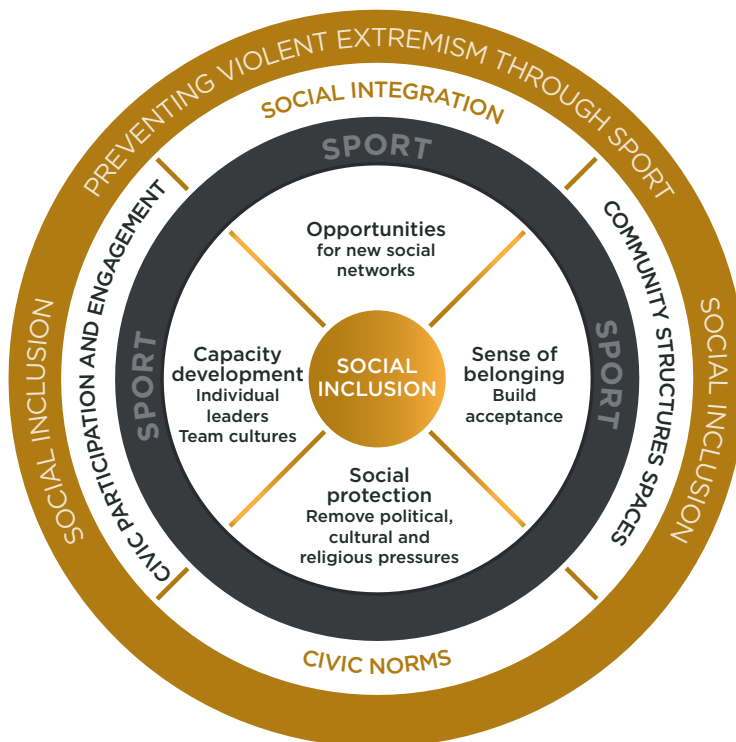 PREVENTING VIOLENT EXTREMISM THROUGH SPORT
SOCIAL INTEGRATION
SPORT
Opportunities
for new social
networks
SOCIAL INCLUSION
CIVIC PARTICIPATION AND ENGAGEMENT
SPORT
Capacity
development
Individual
leaders
Team cultures
SOCIAL
INCLUSION
Sense of
belonging
Build
acceptance
SPORT
COMMUNITY STRUCTURES SPACES
SOCIAL INCLUSION
Social
protection
Remove political,
cultural and
religious pressures
CIVIC NORMS